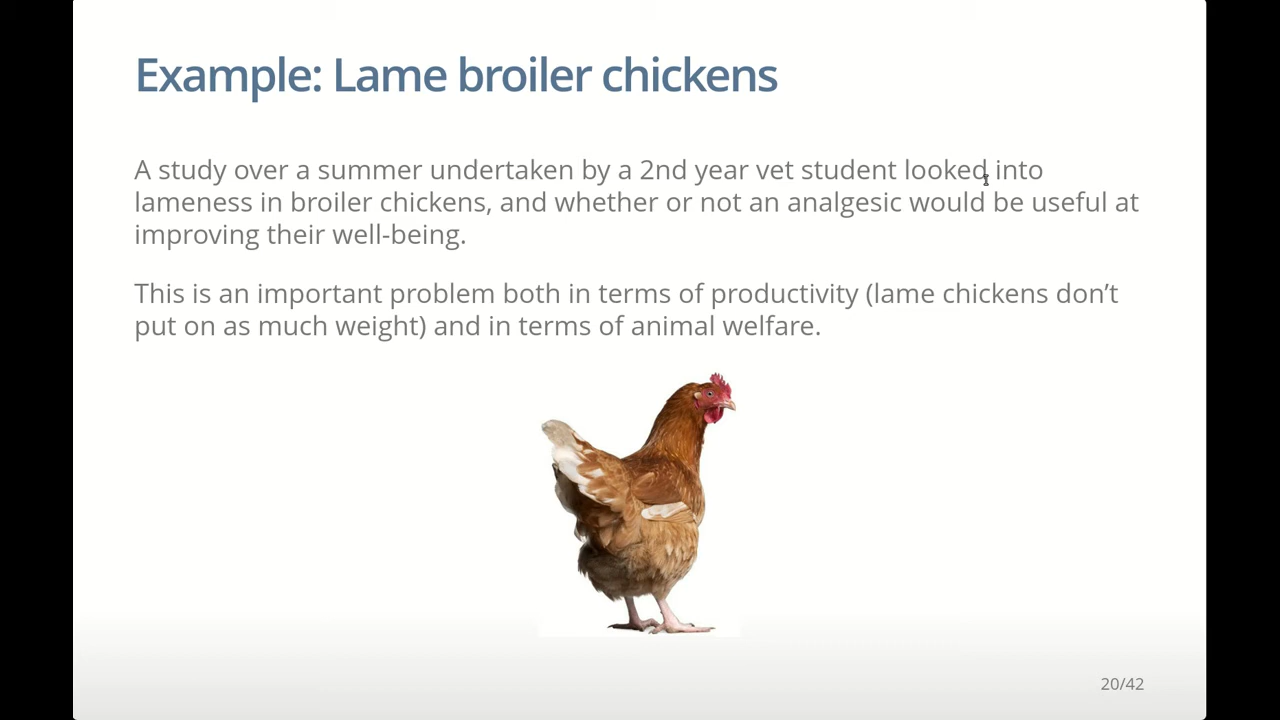 Example: Lame broiler chickens
A study over a summer undertaken by a 2nd year vet student looked into
lameness in broiler chickens, and whether or not an analgesic would be useful at
improving their well-being.
This is an important problem both in terms of productivity (lame chickens don’t
put on as much weight) and in terms of animal welfare.
20/42